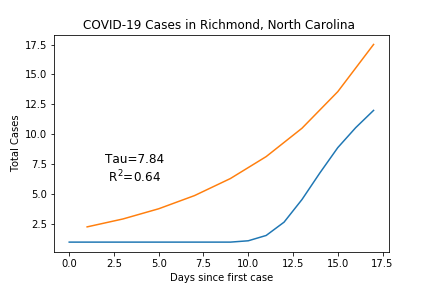 COVID-19 Cases in Richmond, North Carolina
17.5
15.0
12.5
10.0
7.5
5.0
2.5
Total Cases
Tau=7.84
R²=0.64
0.0 2.5 5.0 7.5 10.0 12.5 15.0 17.5
Days since first case